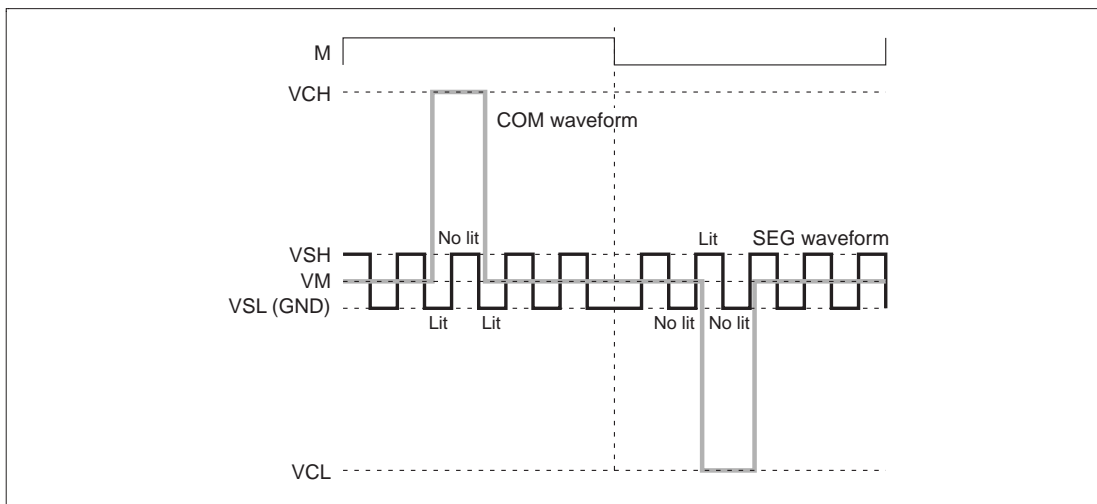 M
VCH
COM waveform
No lit
Lit
SEG waveform
VSH
VM
VSL (GND)
Lit
Lit
No lit
No lit
VCL